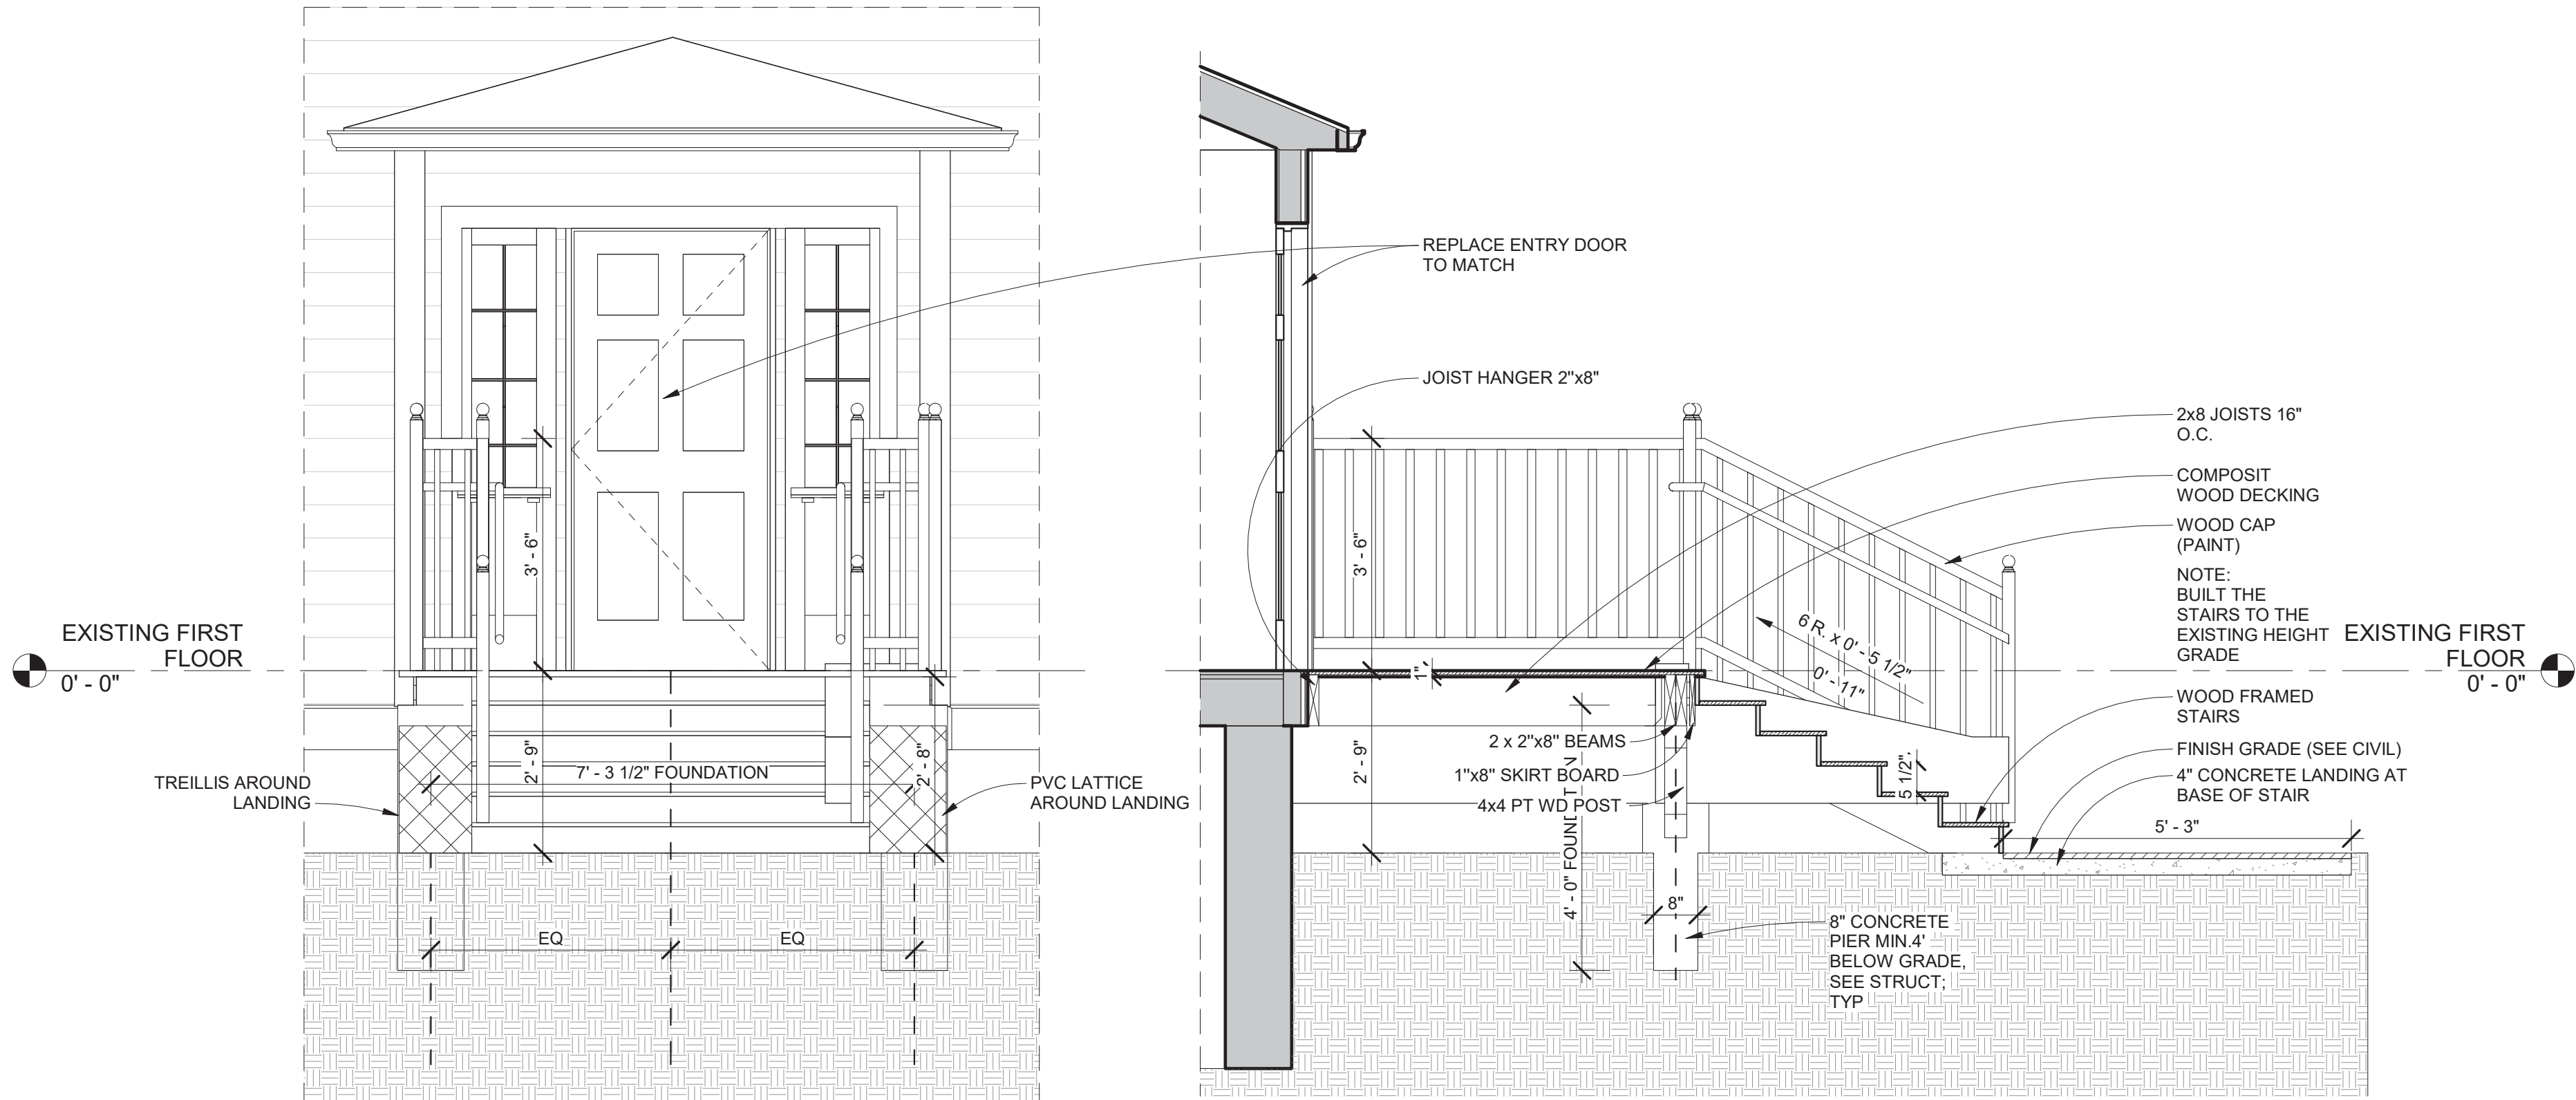 REPLACE ENTRY DOOR
TO MATCH
JOIST HANGER 2"x8"
2x8 JOISTS 16"
O.C.
COMPOSIT
WOOD DECKING
WOOD CAP
(PAINT)
NOTE:
BUILT THE
STAIRS TO THE
EXISTING HEIGHT
GRADE
EXISTING FIRST
FLOOR
0' - 0"
EXISTING FIRST
FLOOR
0' - 0"
3' - 6"
3' - 6"
6 R. x 0' - 5 1/2"
0' - 11"
1"
WOOD FRAMED
STAIRS
FINISH GRADE (SEE CIVIL)
4" CONCRETE LANDING AT
BASE OF STAIR
2 x 2"x8" BEAMS
1"x8" SKIRT BOARD
4x4 PT WD POST
2' - 9"
7' - 3 1/2" FOUNDATION
2' - 8"
2' - 9"
5 1/2"
TREILLIS AROUND
LANDING
PVC LATTICE
AROUND LANDING
5' - 3"
4' - 0" FOUND T N
8"
EQ
EQ
8" CONCRETE
PIER MIN.4'
BELOW GRADE,
SEE STRUCT;
TYP